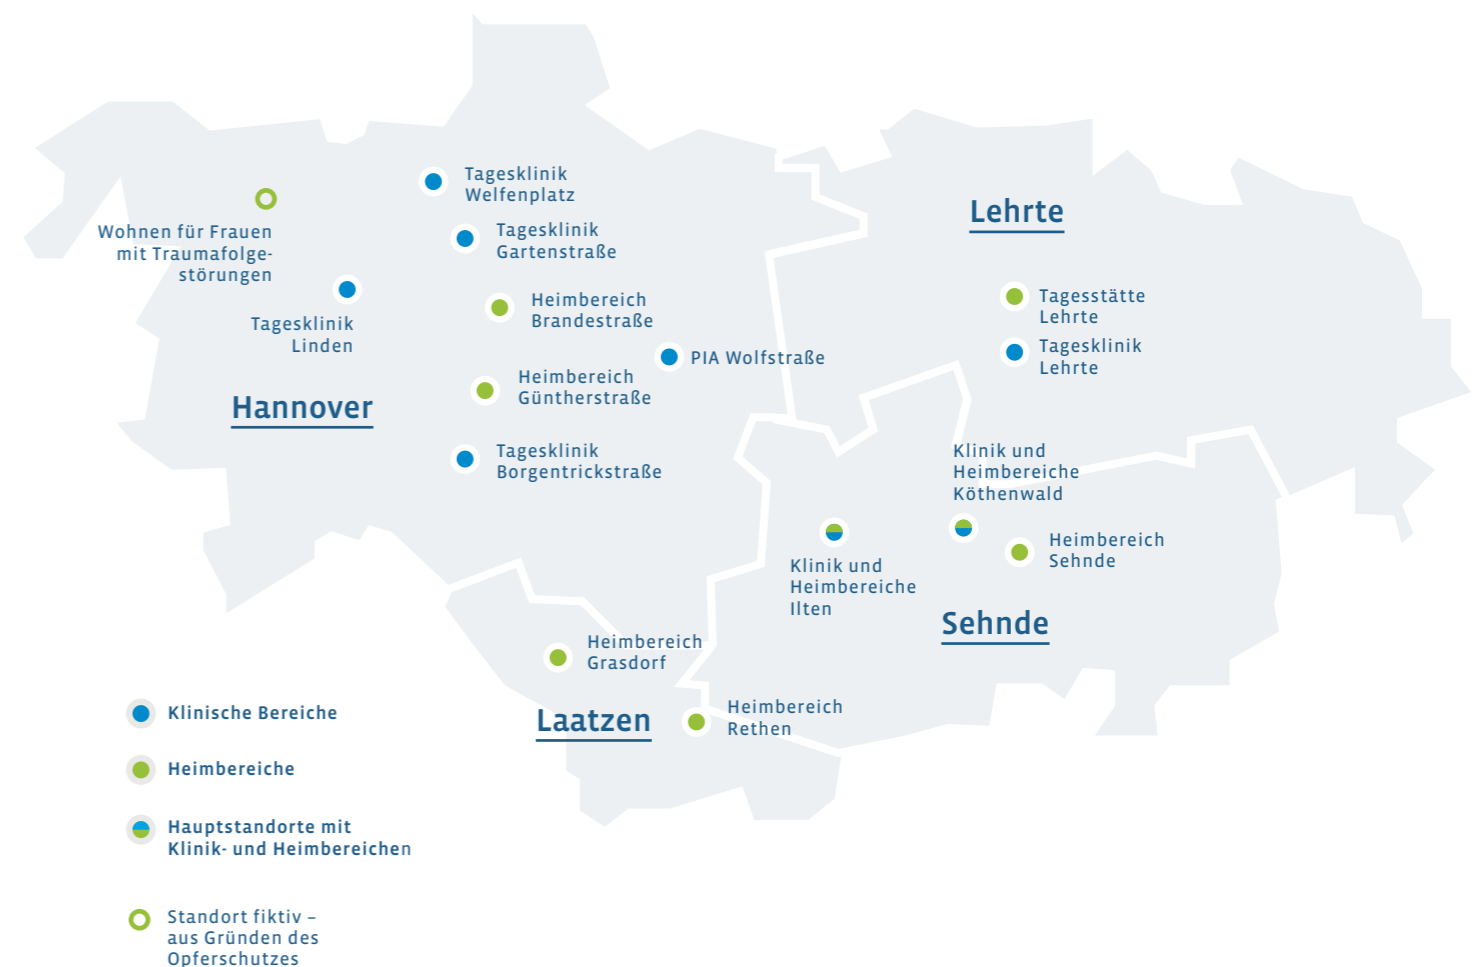 Tagesklinik
Welfenplatz
Wohnen für Frauen
mit Traumafolge-
störungen
Tagesklinik
Gartenstraße
Lehrte
Tagesklinik
Linden
Heimbereich
Brandestraße
Tagesstätte
Lehrte
PIA Wolfstraße
Tagesklinik
Lehrte
Heimbereich
Güntherstraße
Hannover
Tagesklinik
Borgentrickstraße
Klinik und
Heimbereiche
Köthenwald
Heimbereich
Sehnde
Klinik und
Heimbereiche
Ilten
Sehnde
Heimbereich
Grasdorf
Laatzen
Heimbereich
Rethen
Klinische Bereiche
Heimbereiche
Hauptstandorte mit
Klinik- und Heimbereichen
Standort fiktiv –
aus Gründen des
Opferschutzes